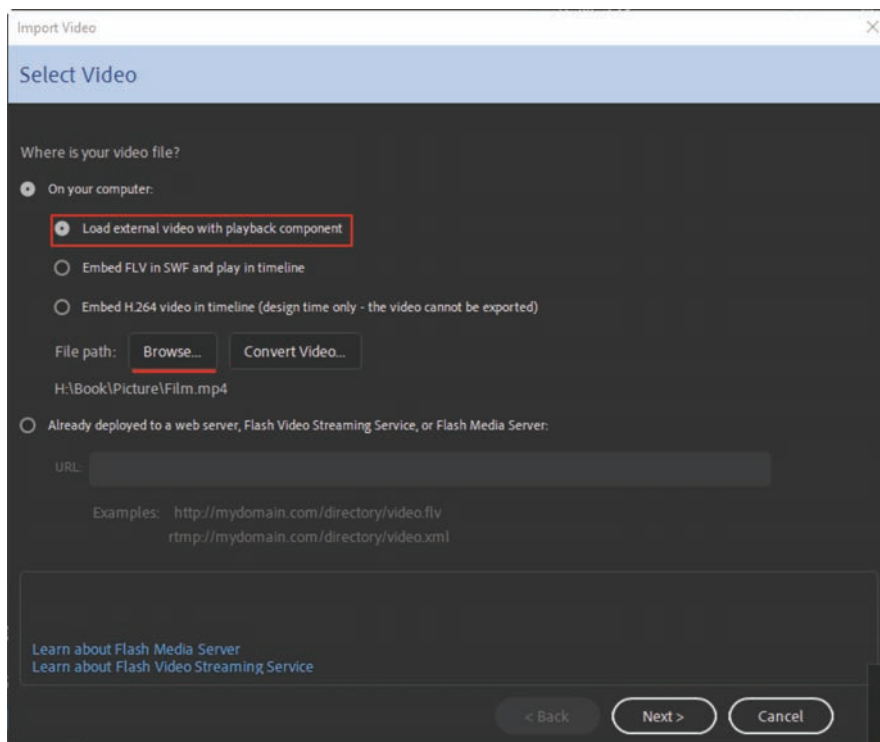 Import Video
Select Video
Where is your video file?
On your computer:
Load external video with playback component
Embed FLV in SWF and play in timeline
Embed H.264 video in timeline (design time only - the video cannot be exported)
File path: Browse... Convert Video...
H:\Book\Picture\Film.mp4
Already deployed to a web server, Flash Video Streaming Service, or Flash Media Server:
URL:
Examples: http://mydomain.com/directory/video.flv
rtmp://mydomain.com/directory/video.xml
Learn about Flash Media Server
Learn about Flash Video Streaming Service
< Back Next > Cancel